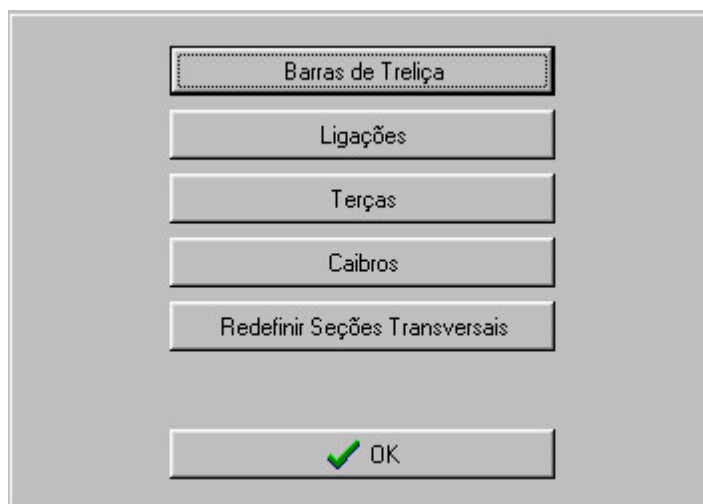 Barras de Treliça
Ligações
Terças
Caibros
Redefinir Seções Transversais
OK